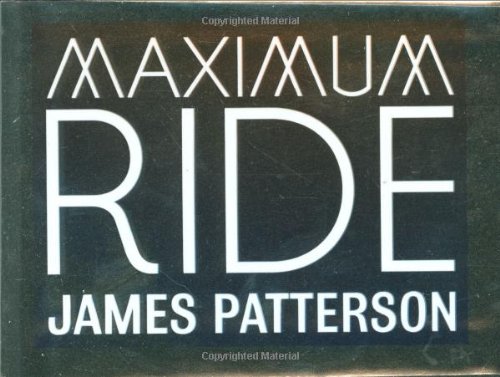 Copyrighted Material
MAXIMUM
RIDE
JAMES PATTERSON
Copyrighted Material